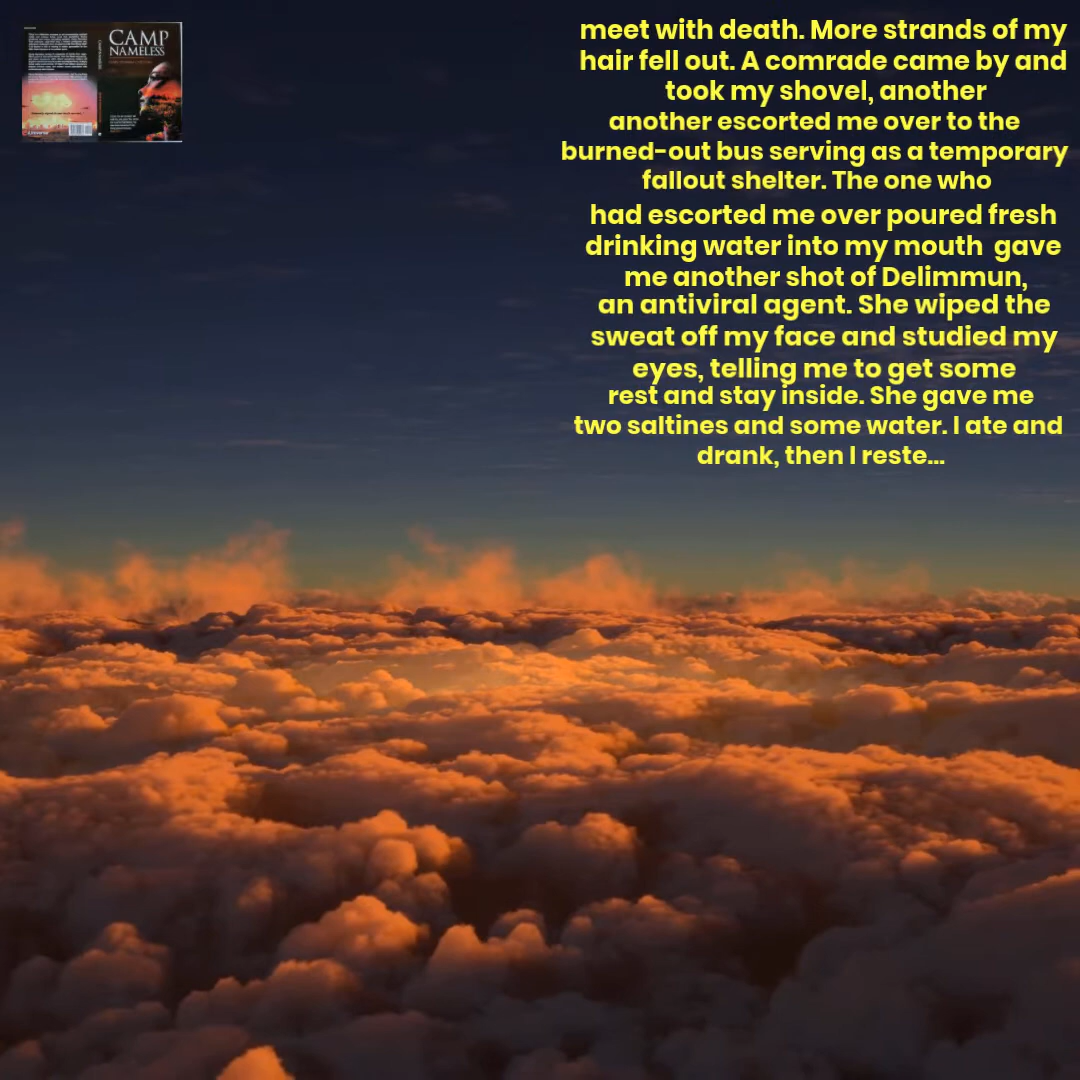 CAMP
NAMELESS
meet with death. More strands of my
hair fell out. A comrade came by and
took my shovel, another
another escorted me over to the
burned-out bus serving as a temporary
fallout shelter. The one who
had escorted me over poured fresh
drinking water into my mouth  gave
me another shot of Delimmun,
an antiviral agent. She wiped the
sweat off my face and studied my
eyes, telling me to get some
rest and stay inside. She gave me
two saltines and some water. I ate and
drank, then I reste...